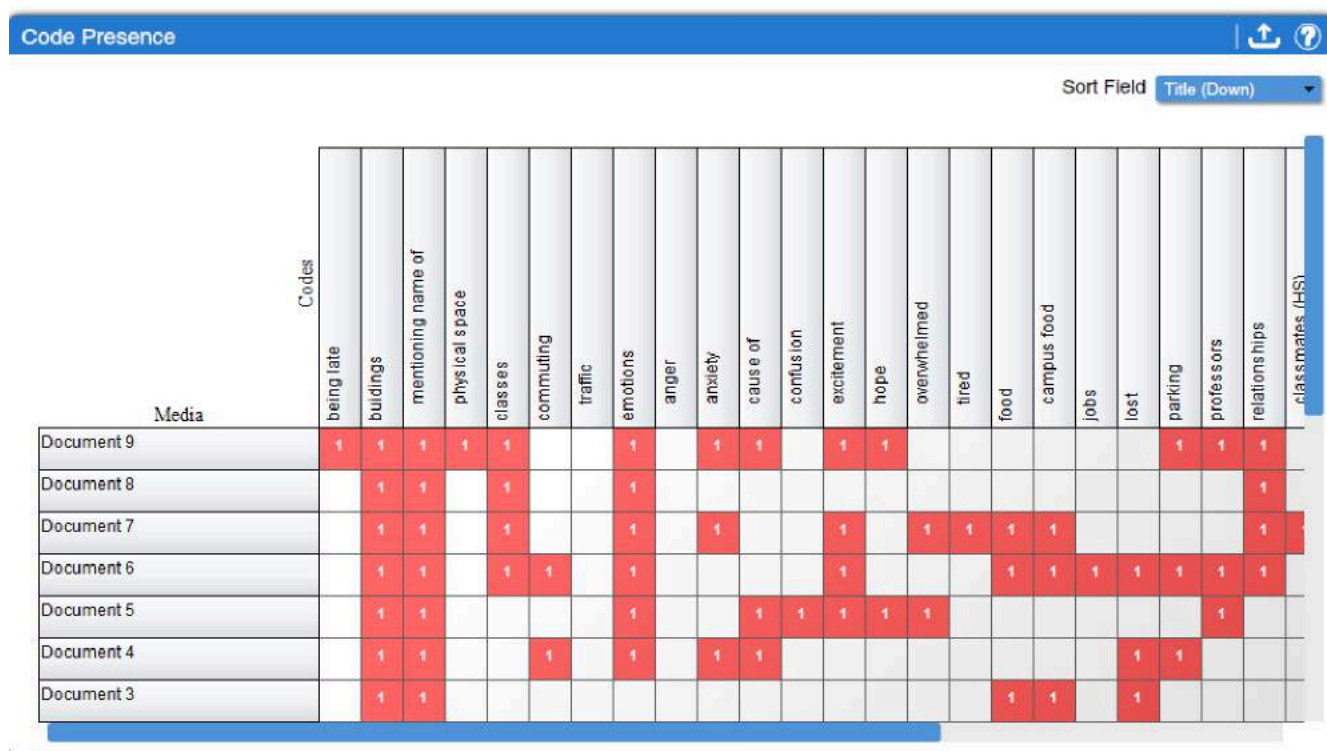 Code Presence
Sort Field Title (Down)
Codes
Media
being late
buidings
mentioning name of
physical space
classes
commuting
traffic
emotions
anger
anxiety
cause of
confusion
excitement
hope
overwhelmed
tired
food
campus food
jobs
lost
parking
professors
relationships
classmates (HS)
Document 9 1 1 1 1 1 1 1 1 1 1 1 1 1
Document 8 1 1 1 1 1
Document 7 1 1 1 1 1 1 1 1 1 1 1
Document 6 1 1 1 1 1 1 1 1 1 1 1 1 1
Document 5 1 1 1 1 1 1 1 1 1
Document 4 1 1 1 1 1 1 1 1
Document 3 1 1 1 1 1